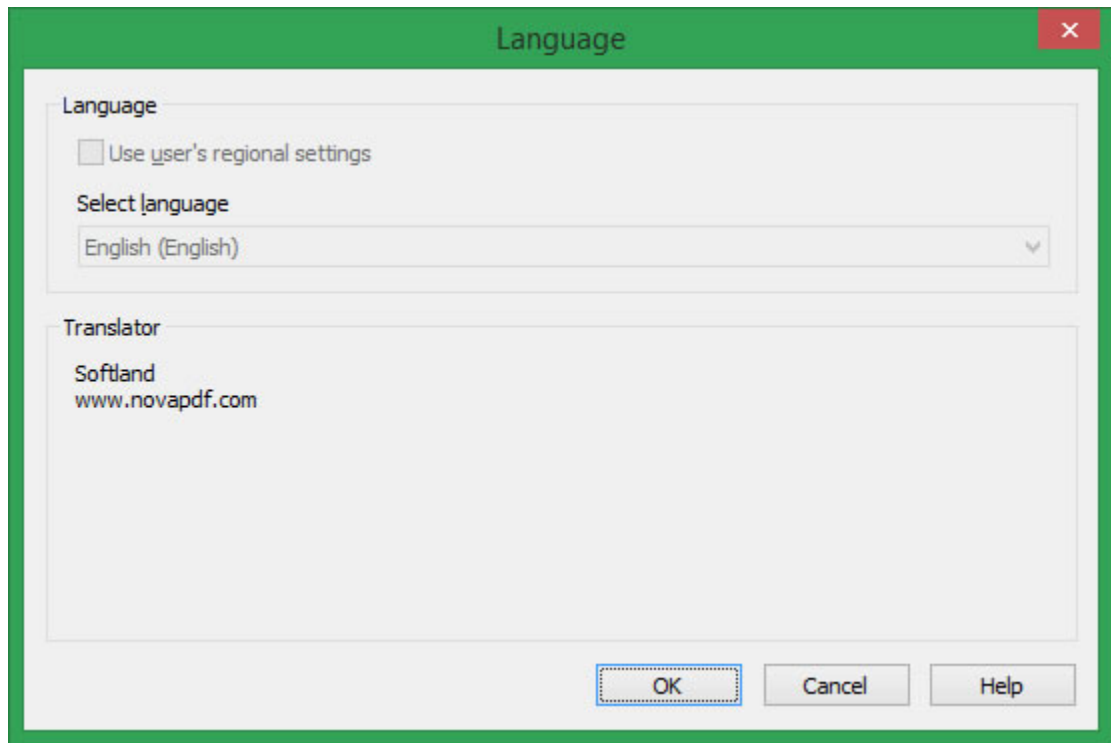 Language
Language
Use user's regional settings
Select language
English (English)
Translator
Softland
www.novapdf.com
OK Cancel Help